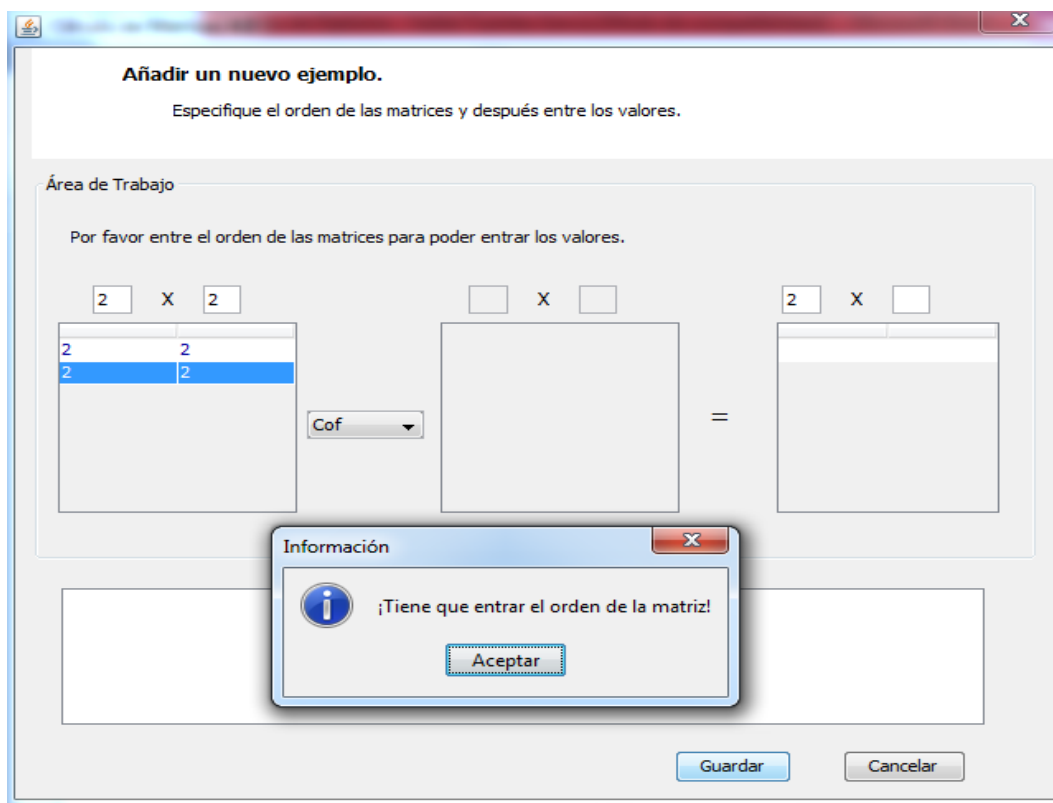 Añadir un nuevo ejemplo.
Especifique el orden de las matrices y después entre los valores.
Área de Trabajo
Por favor entre el orden de las matrices para poder entrar los valores.
2 X 2
X
2 X
2 2
2 2
Cof
=
Información
¡Tiene que entrar el orden de la matriz!
Aceptar
Guardar
Cancelar